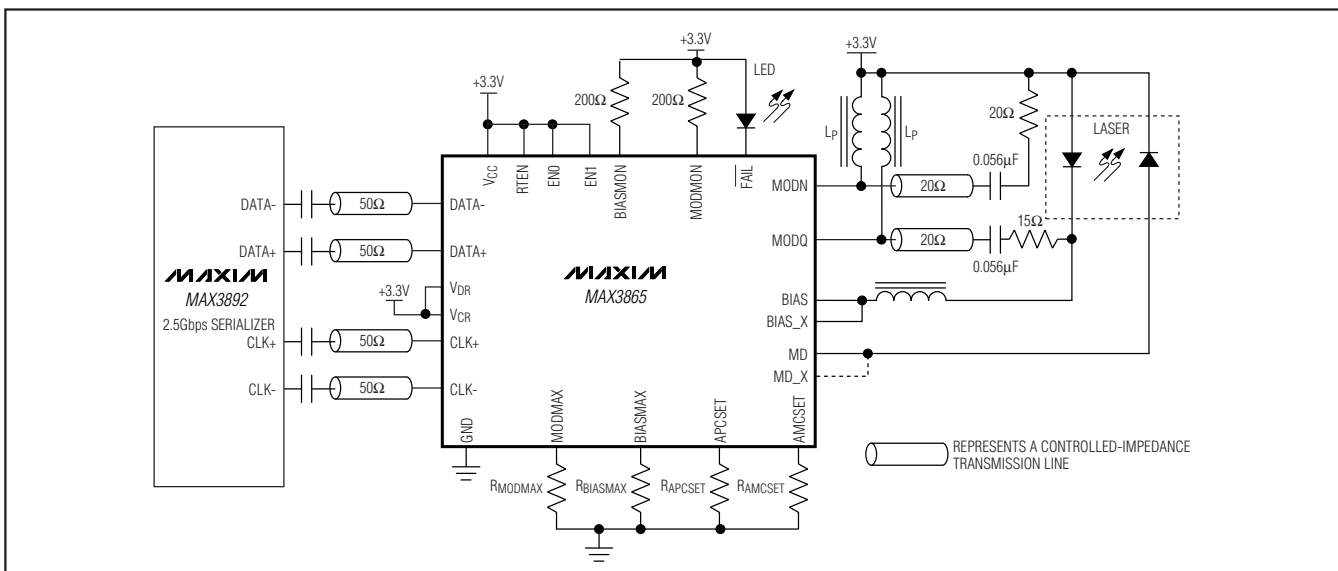 +3.3V
+3.3V
+3.3V
LED
200Ω
200Ω
20Ω
LASER
LP
LP
0.056µF
VCC
RTEN
EN0
EN1
BIASMON
MODMON
FAIL
MODN
20Ω
15Ω
DATA-
50Ω
DATA-
MODQ
20Ω
0.056µF
DATA+
50Ω
DATA+
MAXIM
MAX3892
2.5Gbps SERIALIZER
MAXIM
MAX3865
+3.3V
VDR
VCR
BIAS
BIAS_X
CLK+
50Ω
CLK+
MD
MD_X
CLK-
50Ω
CLK-
GND
MODMAX
BIASMAX
APCSET
AMCSET
REPRESENTS A CONTROLLED-IMPEDANCE
TRANSMISSION LINE
RMODMAX
RBIASMAX
RAPCSET
RAMCSET